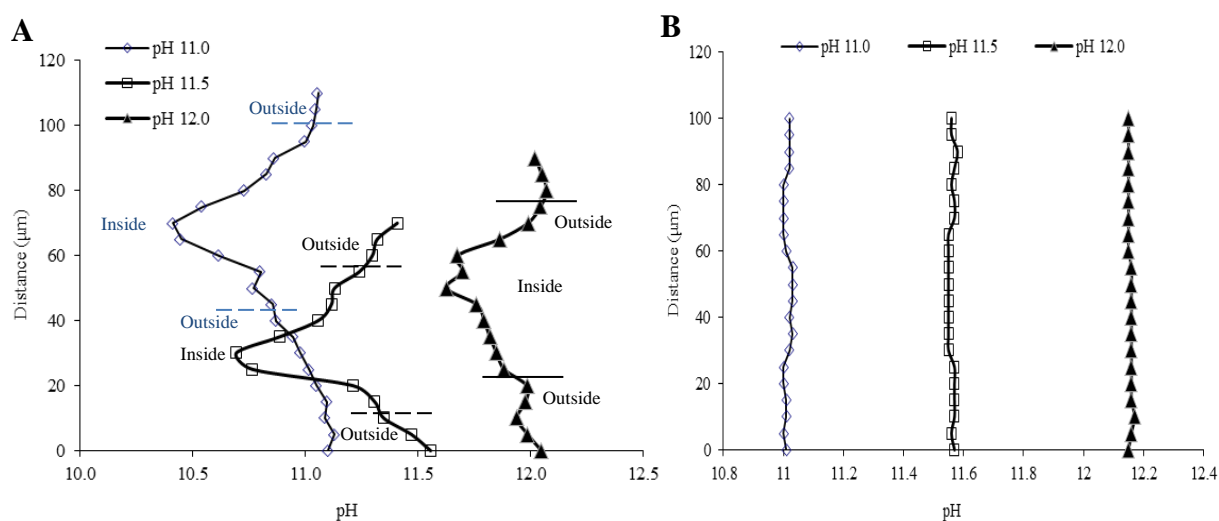 A
pH 11.0
pH 11.5
pH 12.0
120
100
80
60
40
20
0
Distance (µm)
10.0 10.5 11.0 11.5 12.0 12.5
pH
Outside
Inside
Outside
Outside
Inside
Outside
Outside
Inside
Outside
B
pH 11.0 pH 11.5 pH 12.0
120
100
80
60
40
20
0
Distance (µm)
10.8 11 11.2 11.4 11.6 11.8 12 12.2 12.4
pH